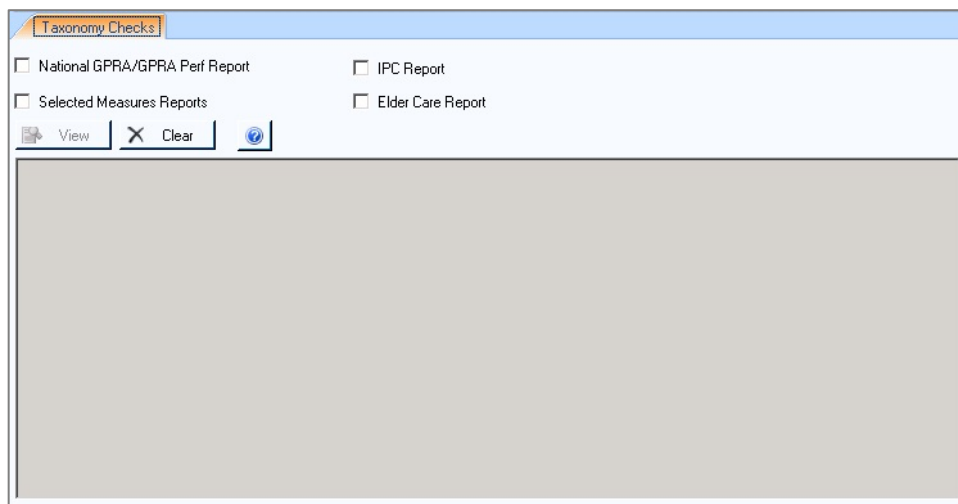 Taxonomy Checks
National GPRA/GPRA Perf Report
IPC Report
Selected Measures Reports
Elder Care Report
View
Clear
?